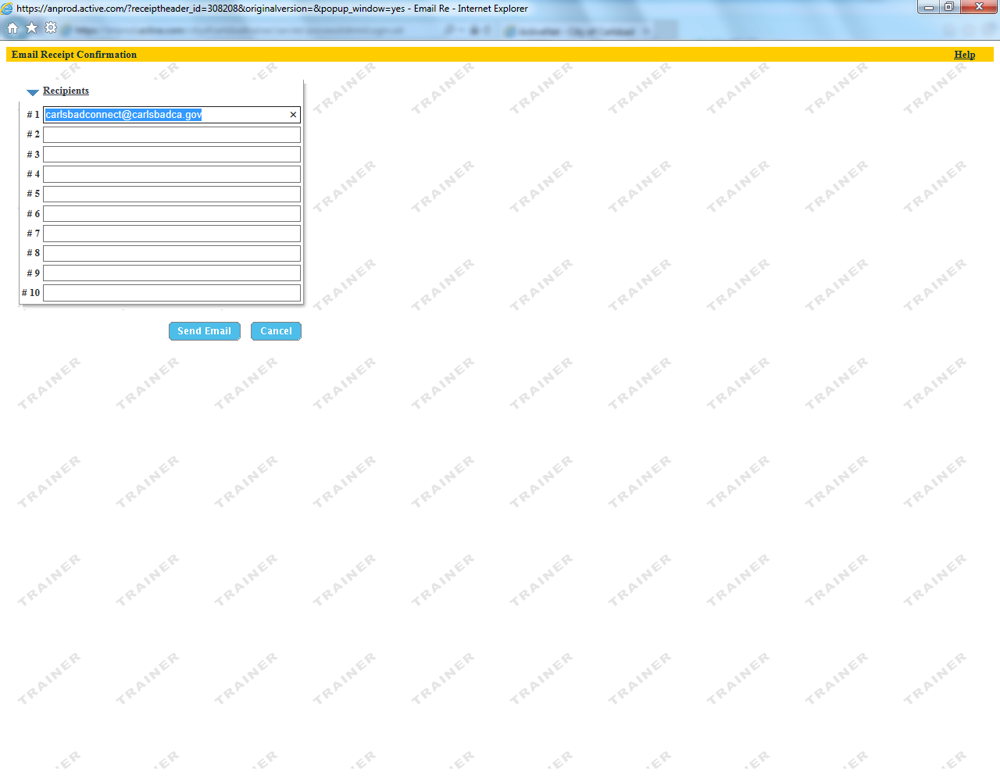 https://anprod.active.com/?receiptheader_id=308208&originalversion=&popup_window=yes - Email Re - Internet Explorer
Email Receipt Confirmation Help
Recipients
# 1 carlsbadconnect@carlsbadca.gov
# 2
# 3
# 4
# 5
# 6
# 7
# 8
# 9
# 10
Send Email Cancel
TRAINER